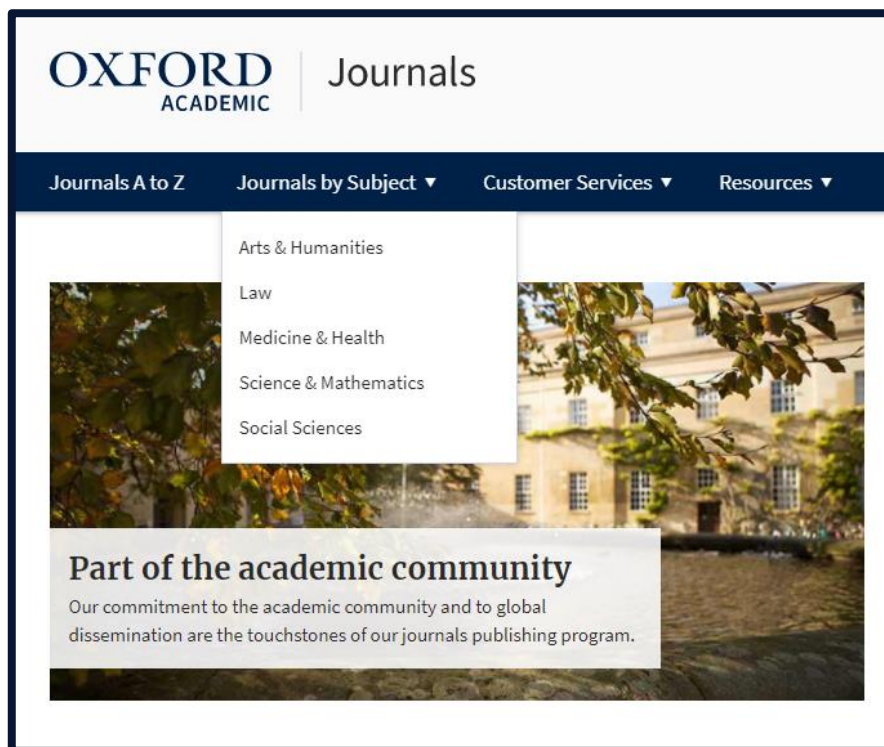 OXFORD
ACADEMIC
Journals
Journals A to Z
Journals by Subject ▼
Customer Services ▼
Resources ▼
Arts & Humanities
Law
Medicine & Health
Science & Mathematics
Social Sciences
Part of the academic community
Our commitment to the academic community and to global
dissemination are the touchstones of our journals publishing program.